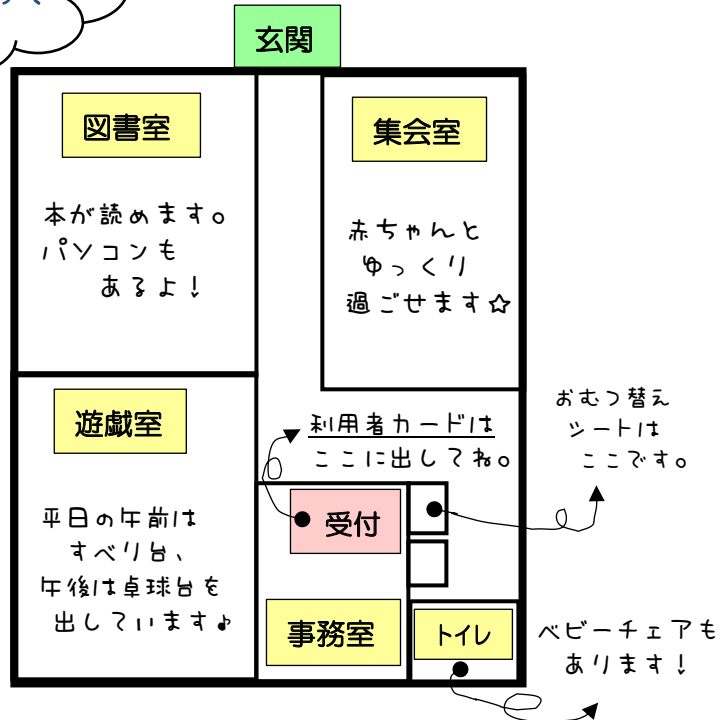 玄関
図書室
本が読めます。
パソコンも
あるよ！
集会室
赤ちゃんと
ゆっくり
過ごせます☆
遊戯室
平日の午前は
すべり台、
午後は卓球台を
出しています♪
利用者カードは
ここに出してね。
受付
事務室
トイレ
おむつ替え
シートは
ここです。
ベビーチェアも
あります！